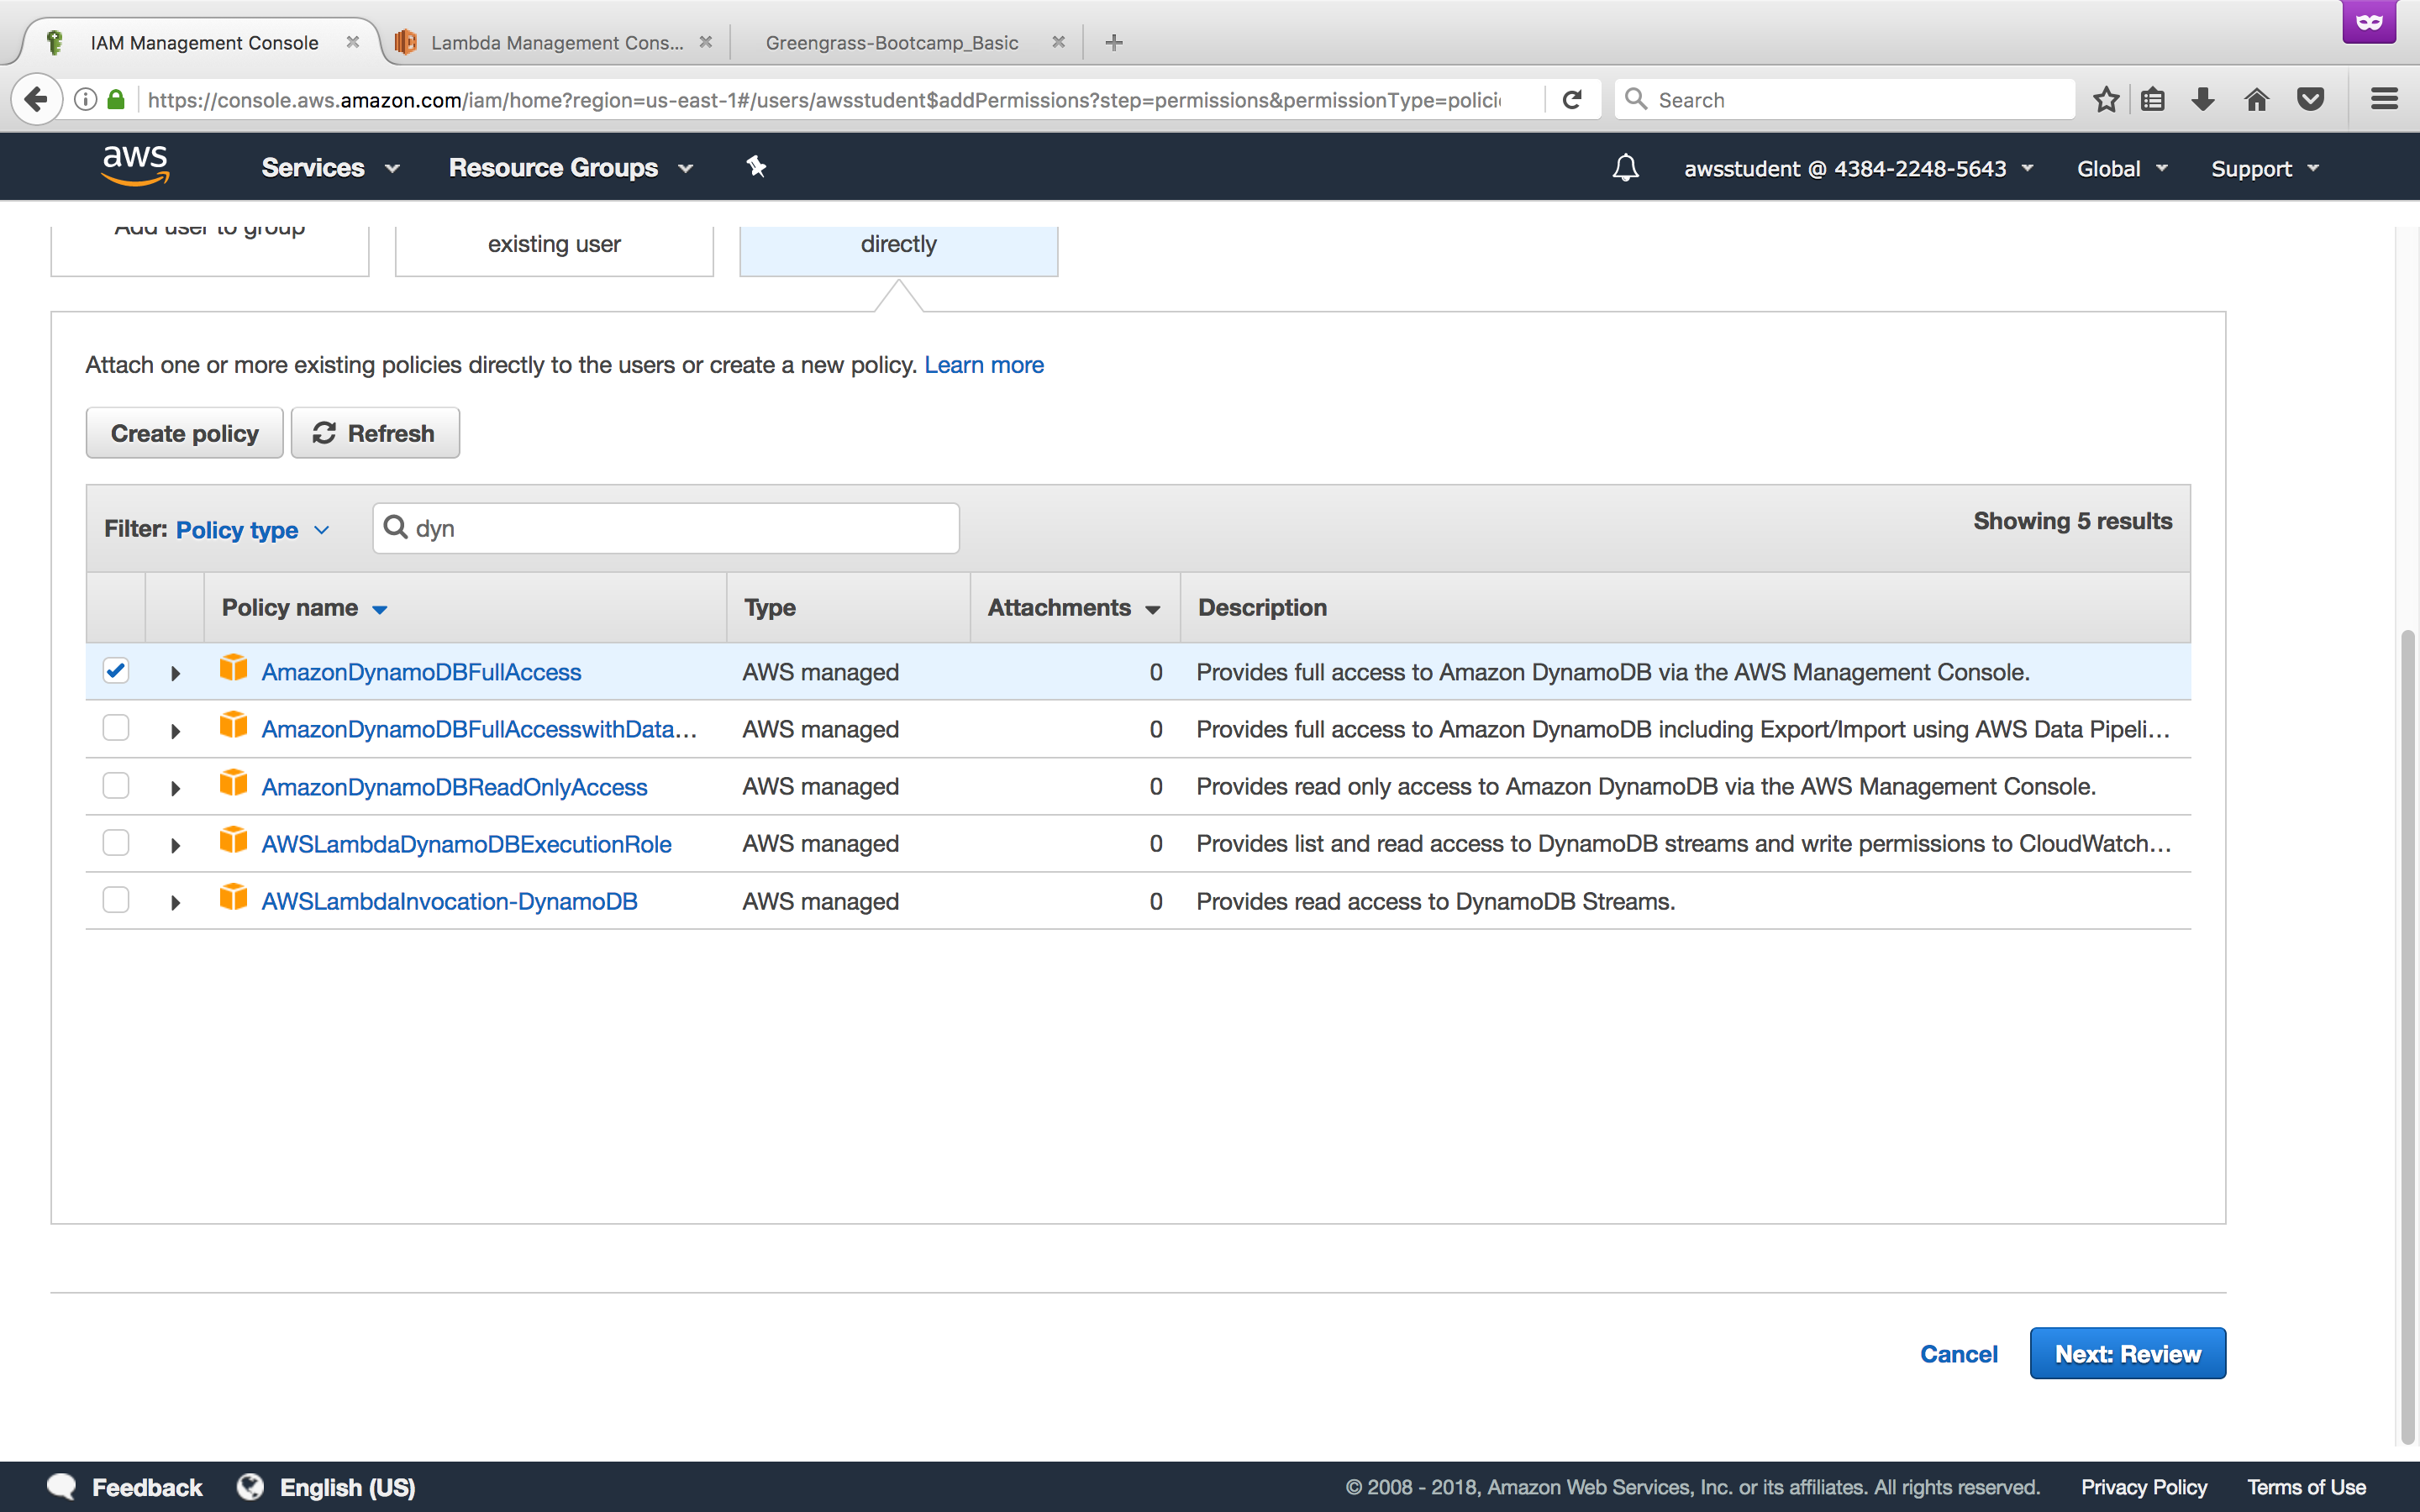 IAM Management Console
Lambda Management Cons...
Greengrass-Bootcamp_Basic
https://console.aws.amazon.com/iam/home?region=us-east-1#/users/awsstudent$addPermissions?step=permissions&permissionType=polici
Search
aws
Services
Resource Groups
awsstudent @ 4384-2248-5643
Global
Support
Add user to group
existing user
directly
Attach one or more existing policies directly to the users or create a new policy. Learn more
Create policy
Refresh
Filter: Policy type
dyn
Showing 5 results
Policy name Type Attachments Description
AmazonDynamoDBFullAccess AWS managed 0 Provides full access to Amazon DynamoDB via the AWS Management Console.
AmazonDynamoDBFullAccesswithData... AWS managed 0 Provides full access to Amazon DynamoDB including Export/Import using AWS Data Pipeli...
AmazonDynamoDBReadOnlyAccess AWS managed 0 Provides read only access to Amazon DynamoDB via the AWS Management Console.
AWSLambdaDynamoDBExecutionRole AWS managed 0 Provides list and read access to DynamoDB streams and write permissions to CloudWatch...
AWSLambdaInvocation-DynamoDB AWS managed 0 Provides read access to DynamoDB Streams.
Cancel
Next: Review
Feedback
English (US)
© 2008 - 2018, Amazon Web Services, Inc. or its affiliates. All rights reserved.
Privacy Policy
Terms of Use